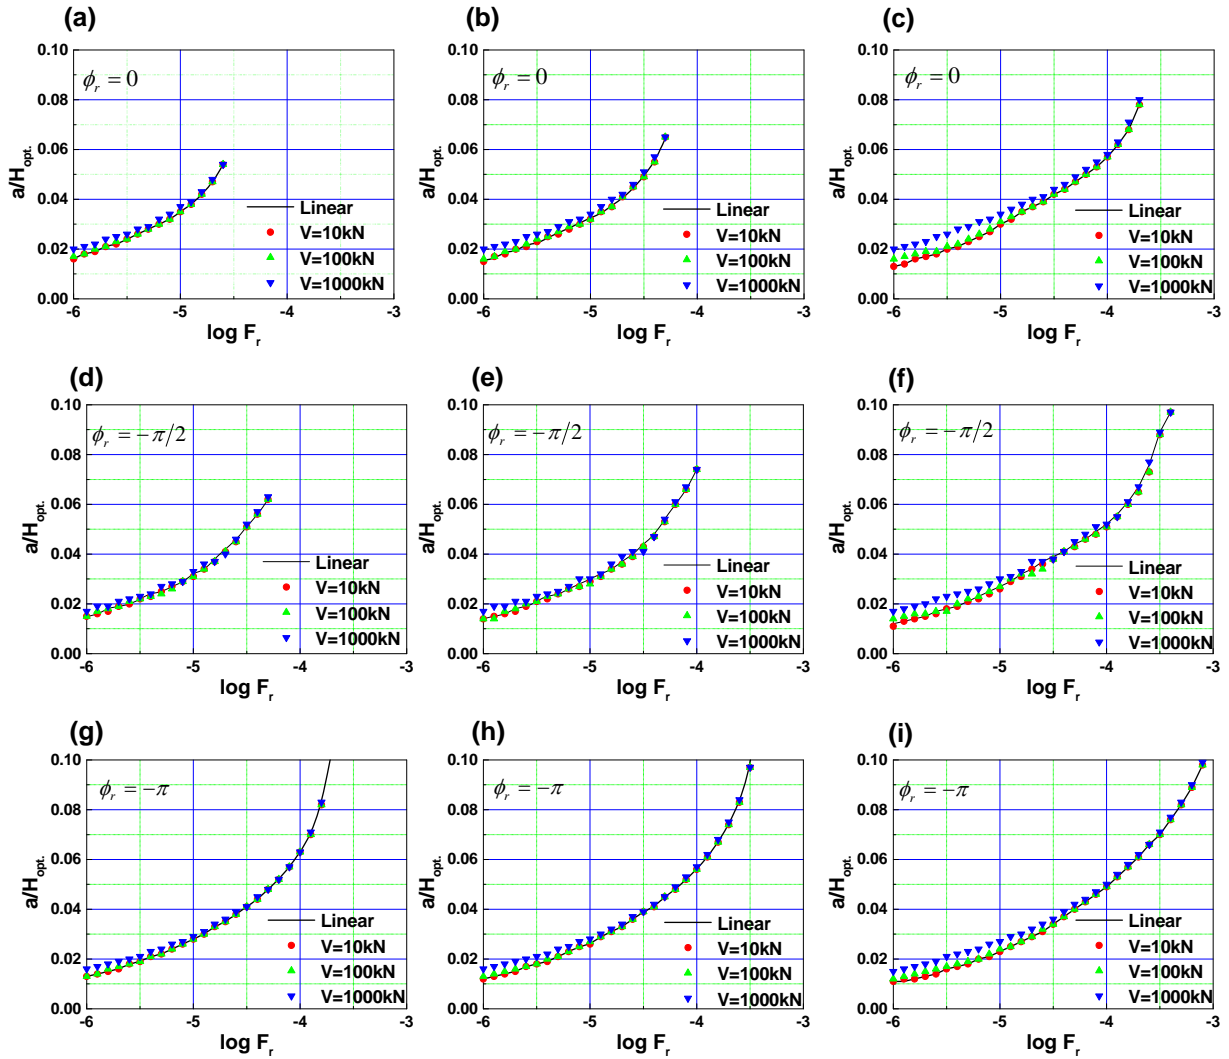 (a)
ϕr = 0
a/Hopt.
0.10
0.08
0.06
0.04
0.02
0.00
Linear
V=10kN
V=100kN
V=1000kN
-6 -5 -4 -3
log Fr
(b)
ϕr = 0
a/Hopt.
0.10
0.08
0.06
0.04
0.02
0.00
Linear
V=10kN
V=100kN
V=1000kN
-6 -5 -4 -3
log Fr
(c)
ϕr = 0
a/Hopt.
0.10
0.08
0.06
0.04
0.02
0.00
Linear
V=10kN
V=100kN
V=1000kN
-6 -5 -4 -3
log Fr
(d)
ϕr = −π/2
a/Hopt.
0.10
0.08
0.06
0.04
0.02
0.00
Linear
V=10kN
V=100kN
V=1000kN
-6 -5 -4 -3
log Fr
(e)
ϕr = −π/2
a/Hopt.
0.10
0.08
0.06
0.04
0.02
0.00
Linear
V=10kN
V=100kN
V=1000kN
-6 -5 -4 -3
log Fr
(f)
ϕr = −π/2
a/Hopt.
0.10
0.08
0.06
0.04
0.02
0.00
Linear
V=10kN
V=100kN
V=1000kN
-6 -5 -4 -3
log Fr
(g)
ϕr = −π
a/Hopt.
0.10
0.08
0.06
0.04
0.02
0.00
Linear
V=10kN
V=100kN
V=1000kN
-6 -5 -4 -3
log Fr
(h)
ϕr = −π
a/Hopt.
0.10
0.08
0.06
0.04
0.02
0.00
Linear
V=10kN
V=100kN
V=1000kN
-6 -5 -4 -3
log Fr
(i)
ϕr = −π
a/Hopt.
0.10
0.08
0.06
0.04
0.02
0.00
Linear
V=10kN
V=100kN
V=1000kN
-6 -5 -4 -3
log Fr